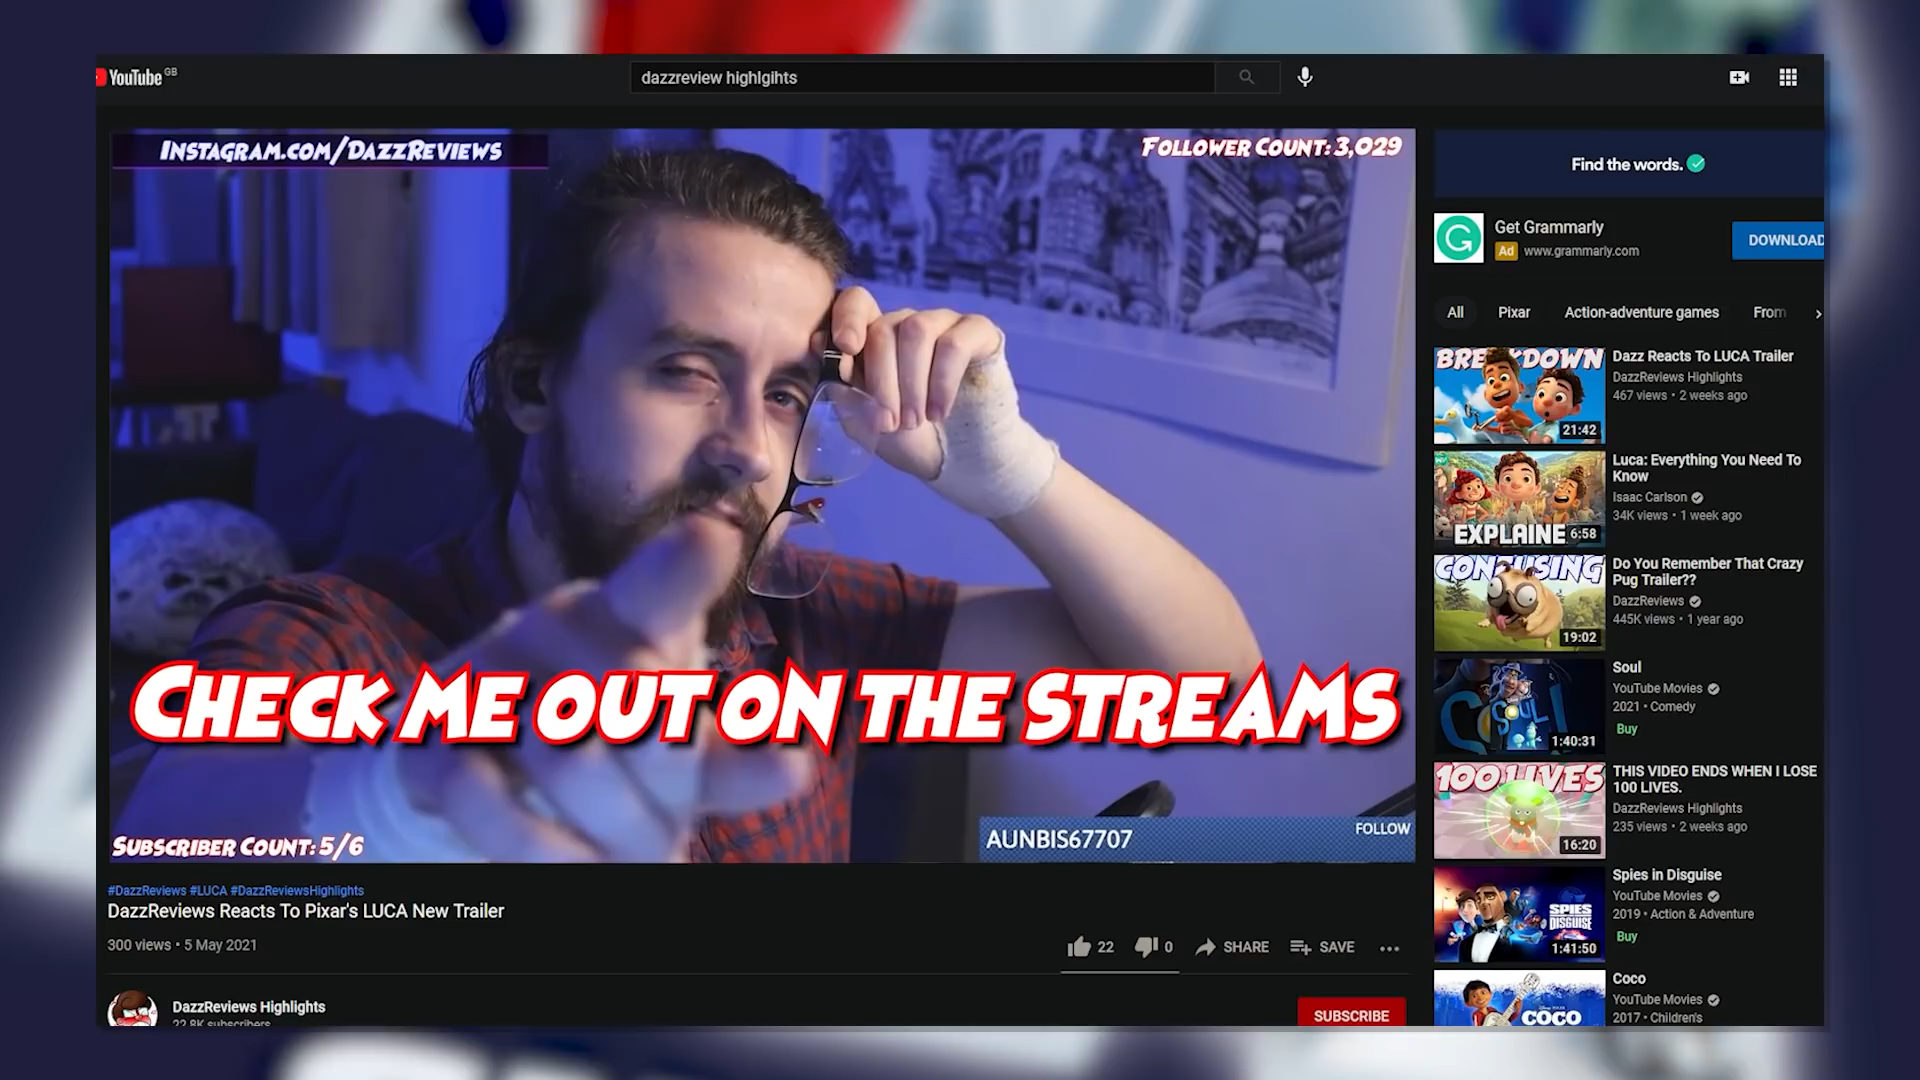 YouTube GB
dazzreview highlgihts
Instagram.com/DazzReviews
Follower Count: 3,029
Check me out on the streams
Subscriber Count: 5/6
AUNBIS67707
FOLLOW
#DazzReviews #LUCA #DazzReviewsHighlights
DazzReviews Reacts To Pixar's LUCA New Trailer
300 views • 5 May 2021
22
0
SHARE
SAVE
DazzReviews Highlights
22.8K subscribers
SUBSCRIBE
Find the words.
Get Grammarly
Ad www.grammarly.com
DOWNLOAD
All
Pixar
Action-adventure games
From
BREAKDOWN
21:42
Dazz Reacts To LUCA Trailer
DazzReviews Highlights
467 views • 2 weeks ago
EXPLAINE
6:58
Luca: Everything You Need To
Know
Isaac Carlson
34K views • 1 week ago
CONFUSING
19:02
Do You Remember That Crazy
Pug Trailer??
DazzReviews
445K views • 1 year ago
SOUL
1:40:31
Soul
YouTube Movies
2021 • Comedy
Buy
100 LIVES
16:20
THIS VIDEO ENDS WHEN I LOSE
100 LIVES.
DazzReviews Highlights
235 views • 2 weeks ago
SPIES
DISGUISE
1:41:50
Spies in Disguise
YouTube Movies
2019 • Action & Adventure
Buy
COCO
Coco
YouTube Movies
2017 • Children's